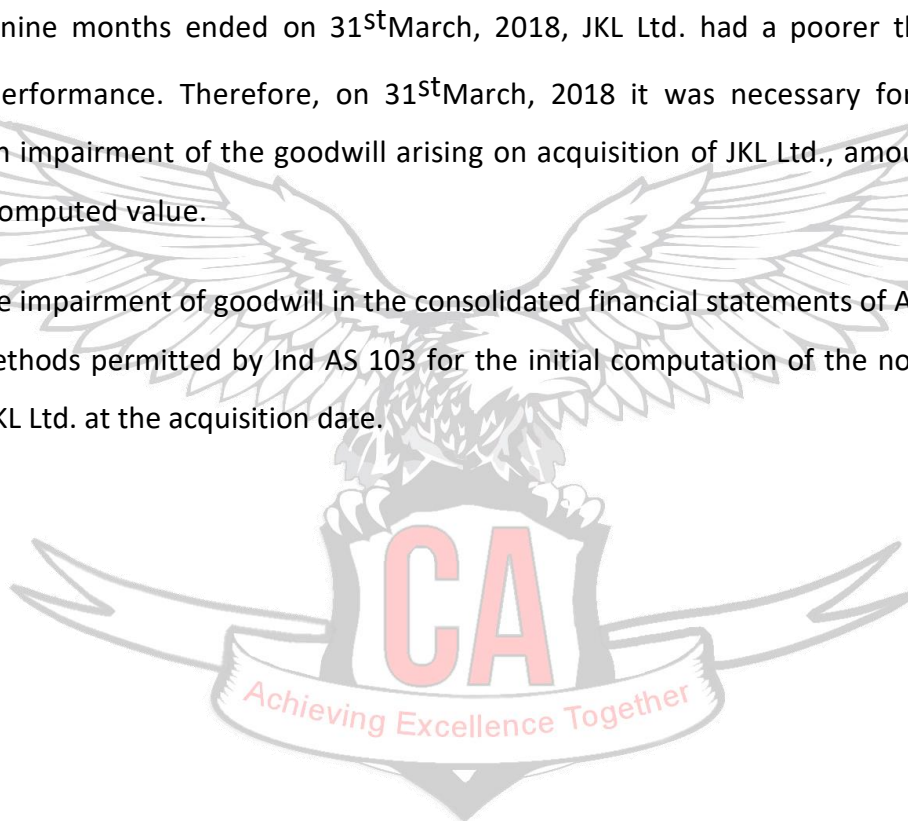 nine months ended on 31st March, 2018, JKL Ltd. had a poorer th
erformance. Therefore, on 31st March, 2018 it was necessary for
impairment of the goodwill arising on acquisition of JKL Ltd., amou
omputed value.
e impairment of goodwill in the consolidated financial statements of A
ethods permitted by Ind AS 103 for the initial computation of the no
KL Ltd. at the acquisition date.
CA
Achieving Excellence Together